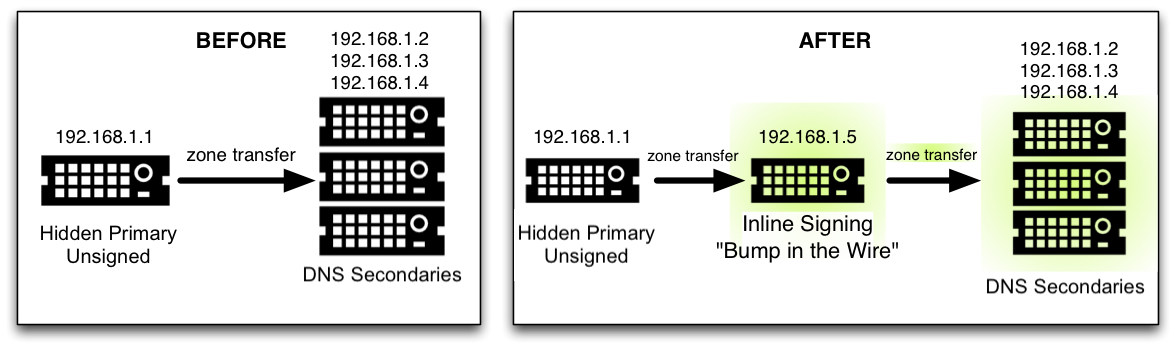 BEFORE
192.168.1.2
192.168.1.3
192.168.1.4
192.168.1.1
zone transfer
Hidden Primary
Unsigned
DNS Secondaries
AFTER
192.168.1.2
192.168.1.3
192.168.1.4
192.168.1.1
zone transfer
192.168.1.5
zone transfer
Hidden Primary
Unsigned
Inline Signing
"Bump in the Wire"
DNS Secondaries